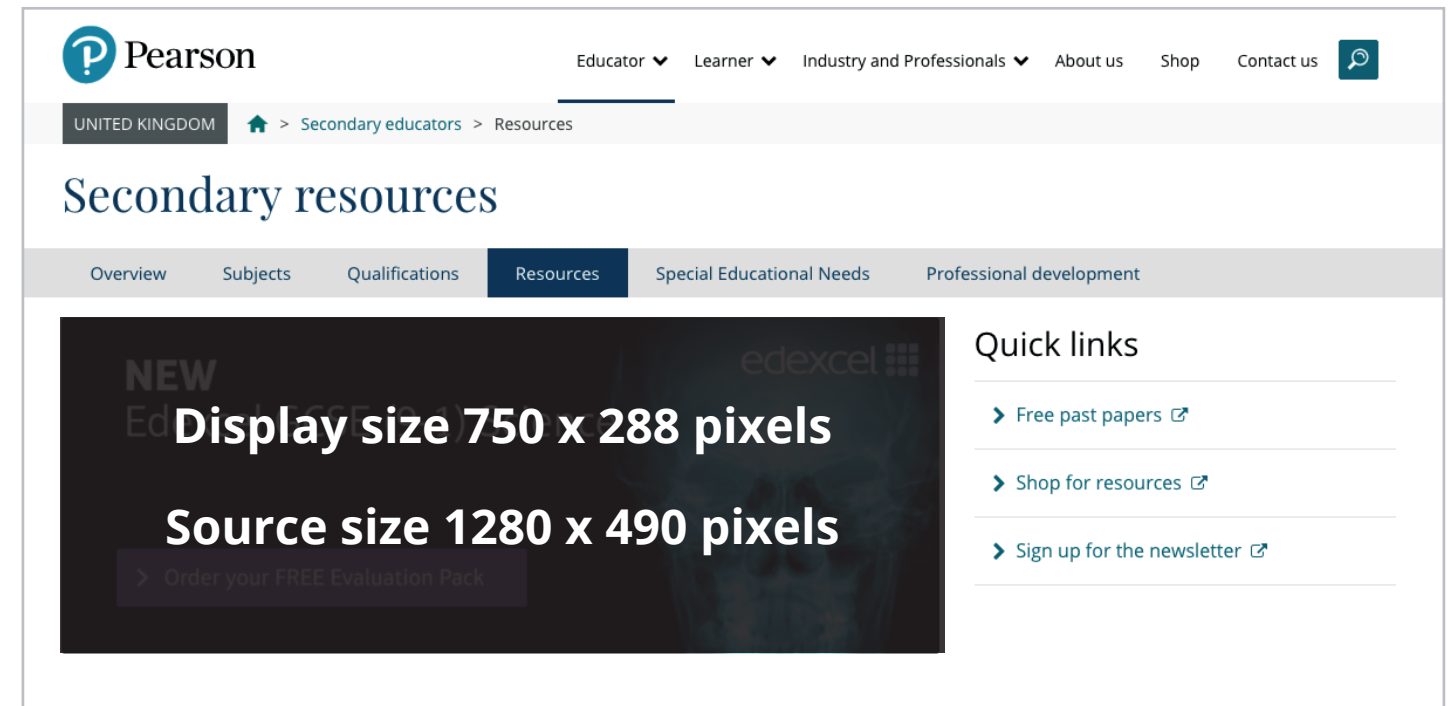 Pearson
Educator Learner Industry and Professionals About us Shop Contact us
UNITED KINGDOM > Secondary educators > Resources
Secondary resources
Overview Subjects Qualifications Resources Special Educational Needs Professional development
NEW
edexcel
Display size 750 x 288 pixels
Source size 1280 x 490 pixels
> Order your FREE Evaluation Pack
Quick links
Free past papers
Shop for resources
Sign up for the newsletter